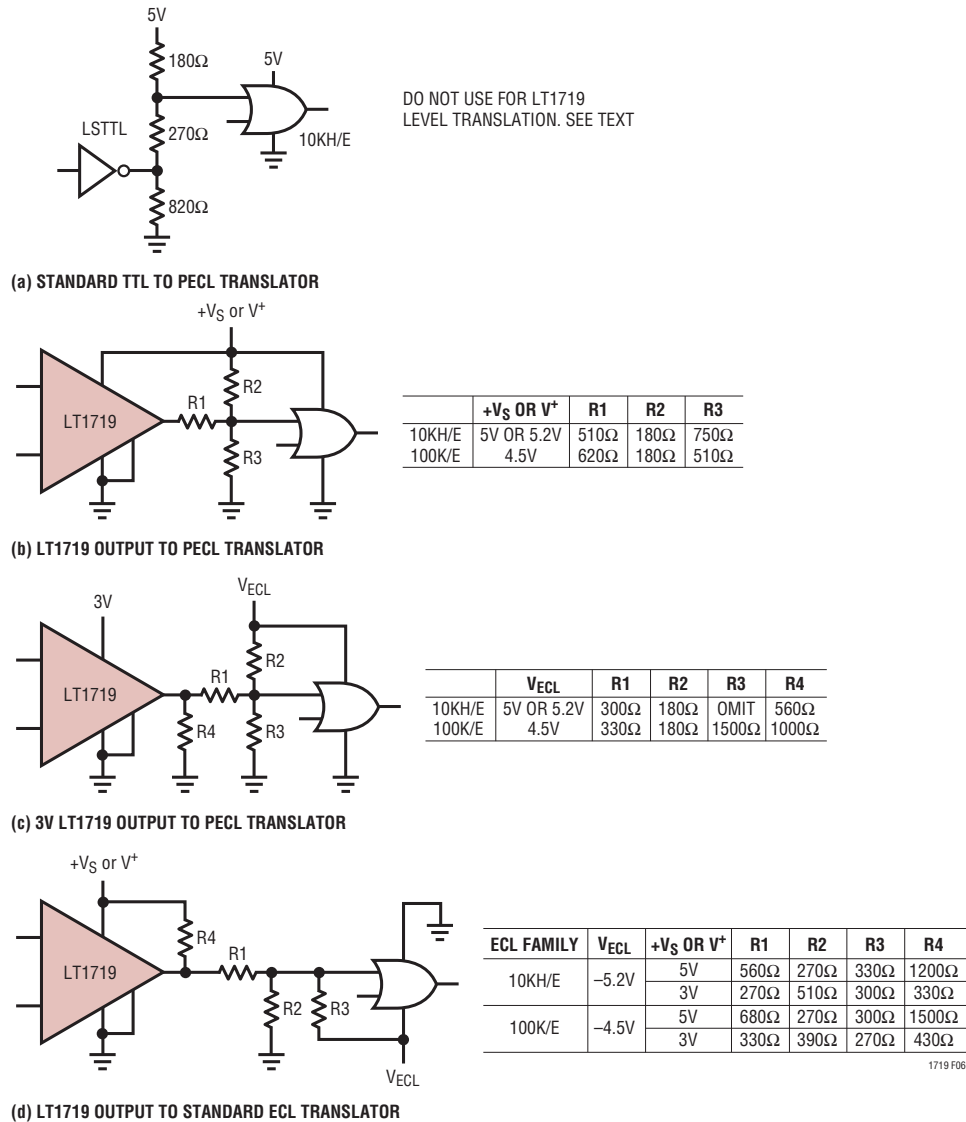 5V
180Ω
5V
LSTTL
270Ω
10KH/E
820Ω
DO NOT USE FOR LT1719
LEVEL TRANSLATION. SEE TEXT
(a) STANDARD TTL TO PECL TRANSLATOR
+VS or V+
R2
R1
LT1719
R3
+VS OR V+ R1 R2 R3
10KH/E 5V OR 5.2V 510Ω 180Ω 750Ω
100K/E 4.5V 620Ω 180Ω 510Ω
(b) LT1719 OUTPUT TO PECL TRANSLATOR
VECL
3V
R2
R1
LT1719
R4
R3
VECL R1 R2 R3 R4
10KH/E 5V OR 5.2V 300Ω 180Ω OMIT 560Ω
100K/E 4.5V 330Ω 180Ω 1500Ω 1000Ω
(c) 3V LT1719 OUTPUT TO PECL TRANSLATOR
+VS or V+
R4
R1
LT1719
R2
R3
VECL
ECL FAMILY VECL +VS OR V+ R1 R2 R3 R4
10KH/E –5.2V 5V 560Ω 270Ω 330Ω 1200Ω
3V 270Ω 510Ω 300Ω 330Ω
100K/E –4.5V 5V 680Ω 270Ω 300Ω 1500Ω
3V 330Ω 390Ω 270Ω 430Ω
1719 F06
(d) LT1719 OUTPUT TO STANDARD ECL TRANSLATOR